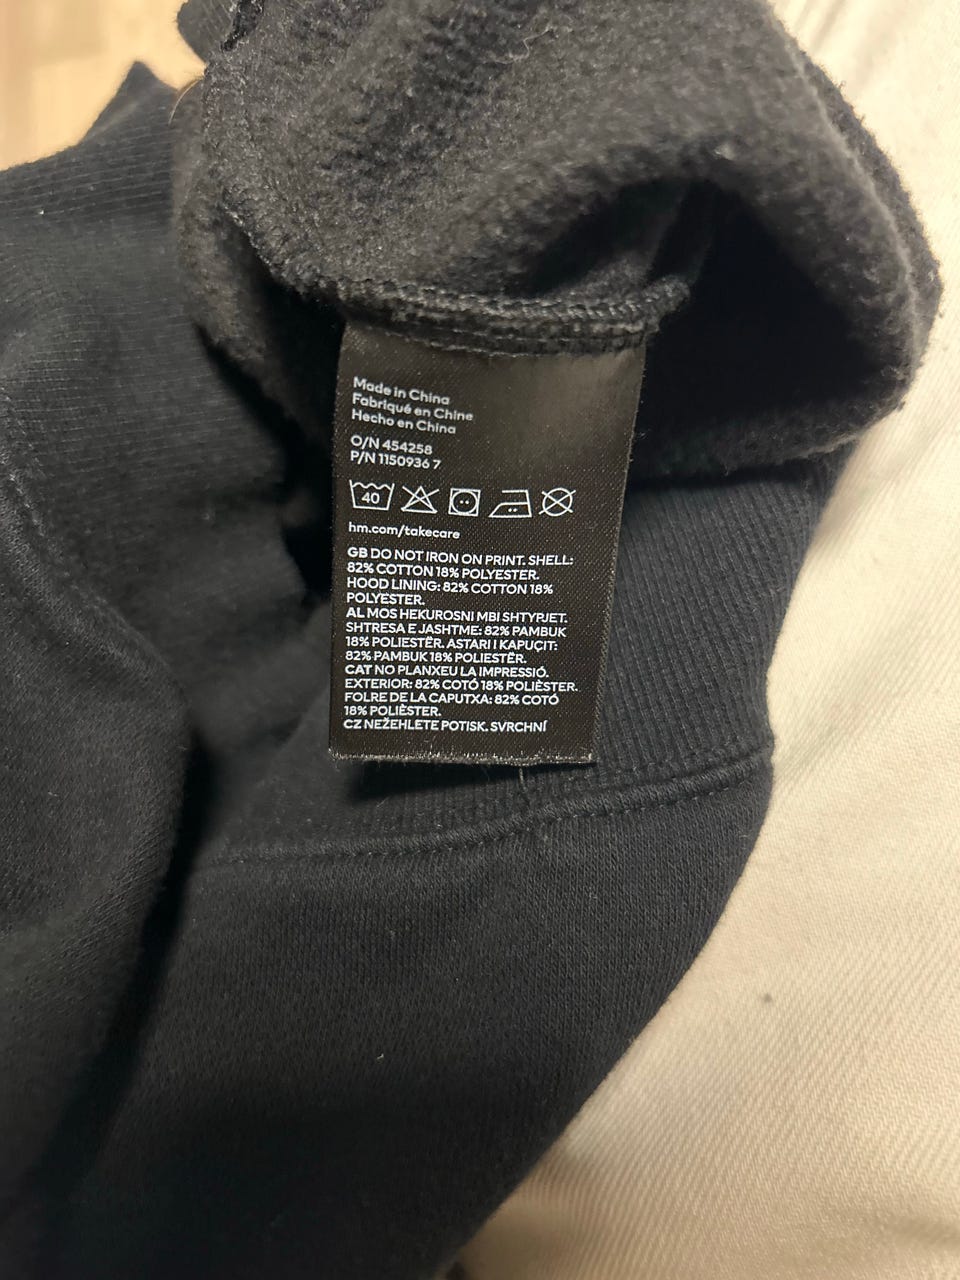 Made in China
Fabriqué en Chine
Hecho en China
O/N 454258
P/N 1150936 7
40
hm.com/takecare
GB DO NOT IRON ON PRINT. SHELL:
82% COTTON 18% POLYESTER.
HOOD LINING: 82% COTTON 18%
POLYESTER.
AL MOS HEKUROSNI MBI SHTYPJET.
SHTRESA E JASHTME: 82% PAMBUK
18% POLIESTËR. ASTARI I KAPUÇIT:
82% PAMBUK 18% POLIESTËR.
CAT NO PLANXEU LA IMPRESSIÓ.
EXTERIOR: 82% COTÓ 18% POLIÈSTER.
FOLRE DE LA CAPUTXA: 82% COTÓ
18% POLIÈSTER.
CZ NEŽEHLETE POTISK. SVRCHNÍ